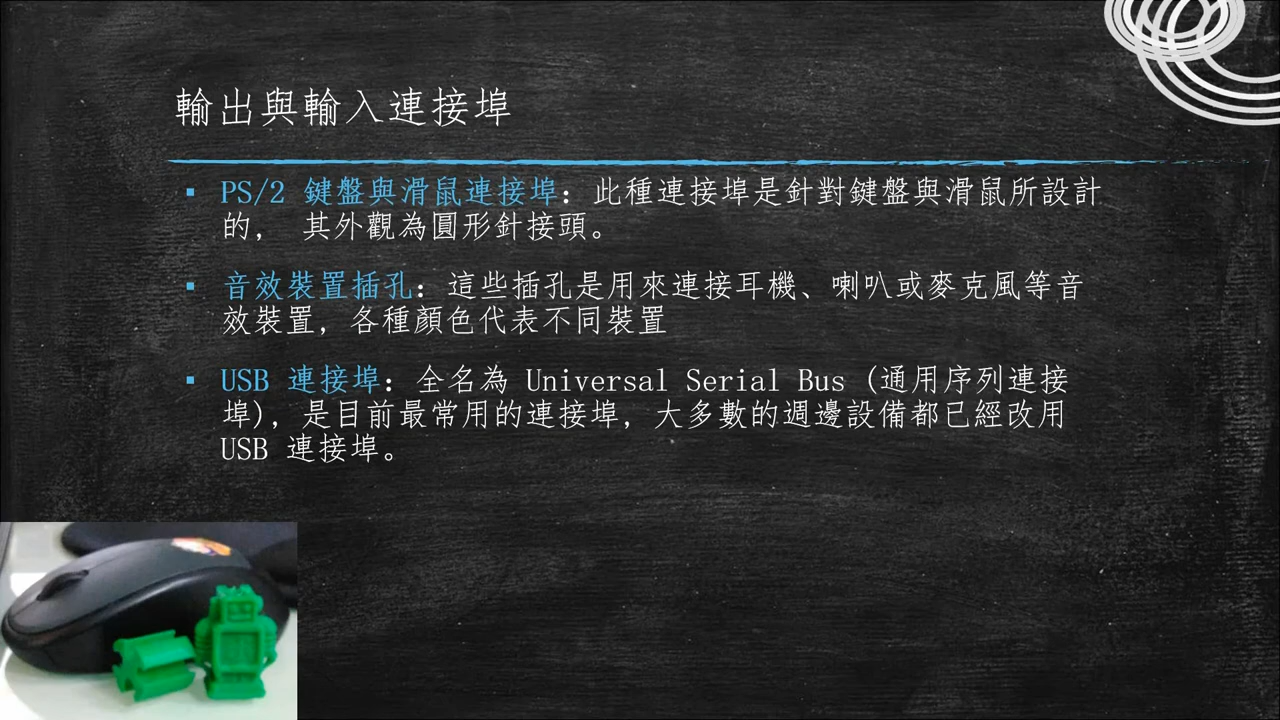 輸出與輸入連接埠
▪ PS/2 鍵盤與滑鼠連接埠：此種連接埠是針對鍵盤與滑鼠所設計
的， 其外觀為圓形針接頭。
▪ 音效裝置插孔：這些插孔是用來連接耳機、喇叭或麥克風等音
效裝置，各種顏色代表不同裝置
▪ USB 連接埠：全名為 Universal Serial Bus (通用序列連接
埠)，是目前最常用的連接埠，大多數的週邊設備都已經改用
USB 連接埠。